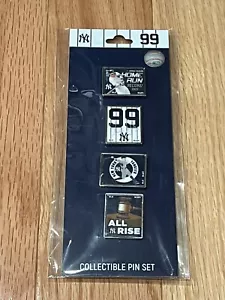 NY
99
HOME
RUN
RECORD
99
NY
ALL
RISE
COLLECTIBLE PIN SET